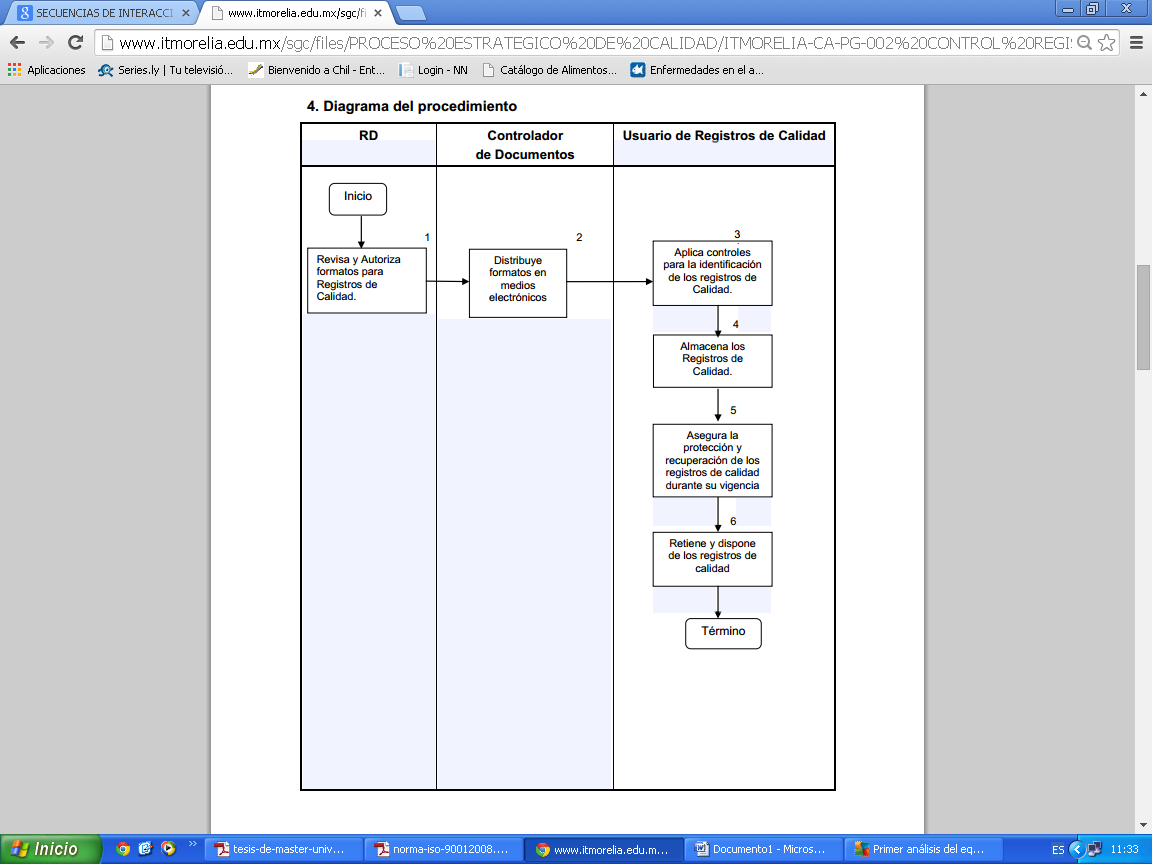 SECUENCIAS DE INTERACCI
www.itmorelia.edu.mx/sgc/fi
www.itmorelia.edu.mx/sgc/files/PROCESO%20ESTRATEGICO%20DE%20CALIDAD/ITMORELIA-CA-PG-002%20CONTROL%20REGIS
Aplicaciones
Series.ly | Tu televisió...
Bienvenido a Chil - Ent...
Login - NN
Catálogo de Alimentos...
Enfermedades en el a...
4. Diagrama del procedimiento
RD
Controlador
de Documentos
Usuario de Registros de Calidad
Inicio
1
Revisa y Autoriza
formatos para
Registros de
Calidad.
2
Distribuye
formatos en
medios
electrónicos
3
Aplica controles
para la identificación
de los registros de
Calidad.
4
Almacena los
Registros de
Calidad.
5
Asegura la
protección y
recuperación de los
registros de calidad
durante su vigencia
6
Retiene y dispone
de los registros de
calidad
Término
Inicio
tesis-de-master-univ...
norma-iso-90012008....
www.itmorelia.edu.m...
Documento1 - Micros...
Primer análisis del eq...
ES
11:33